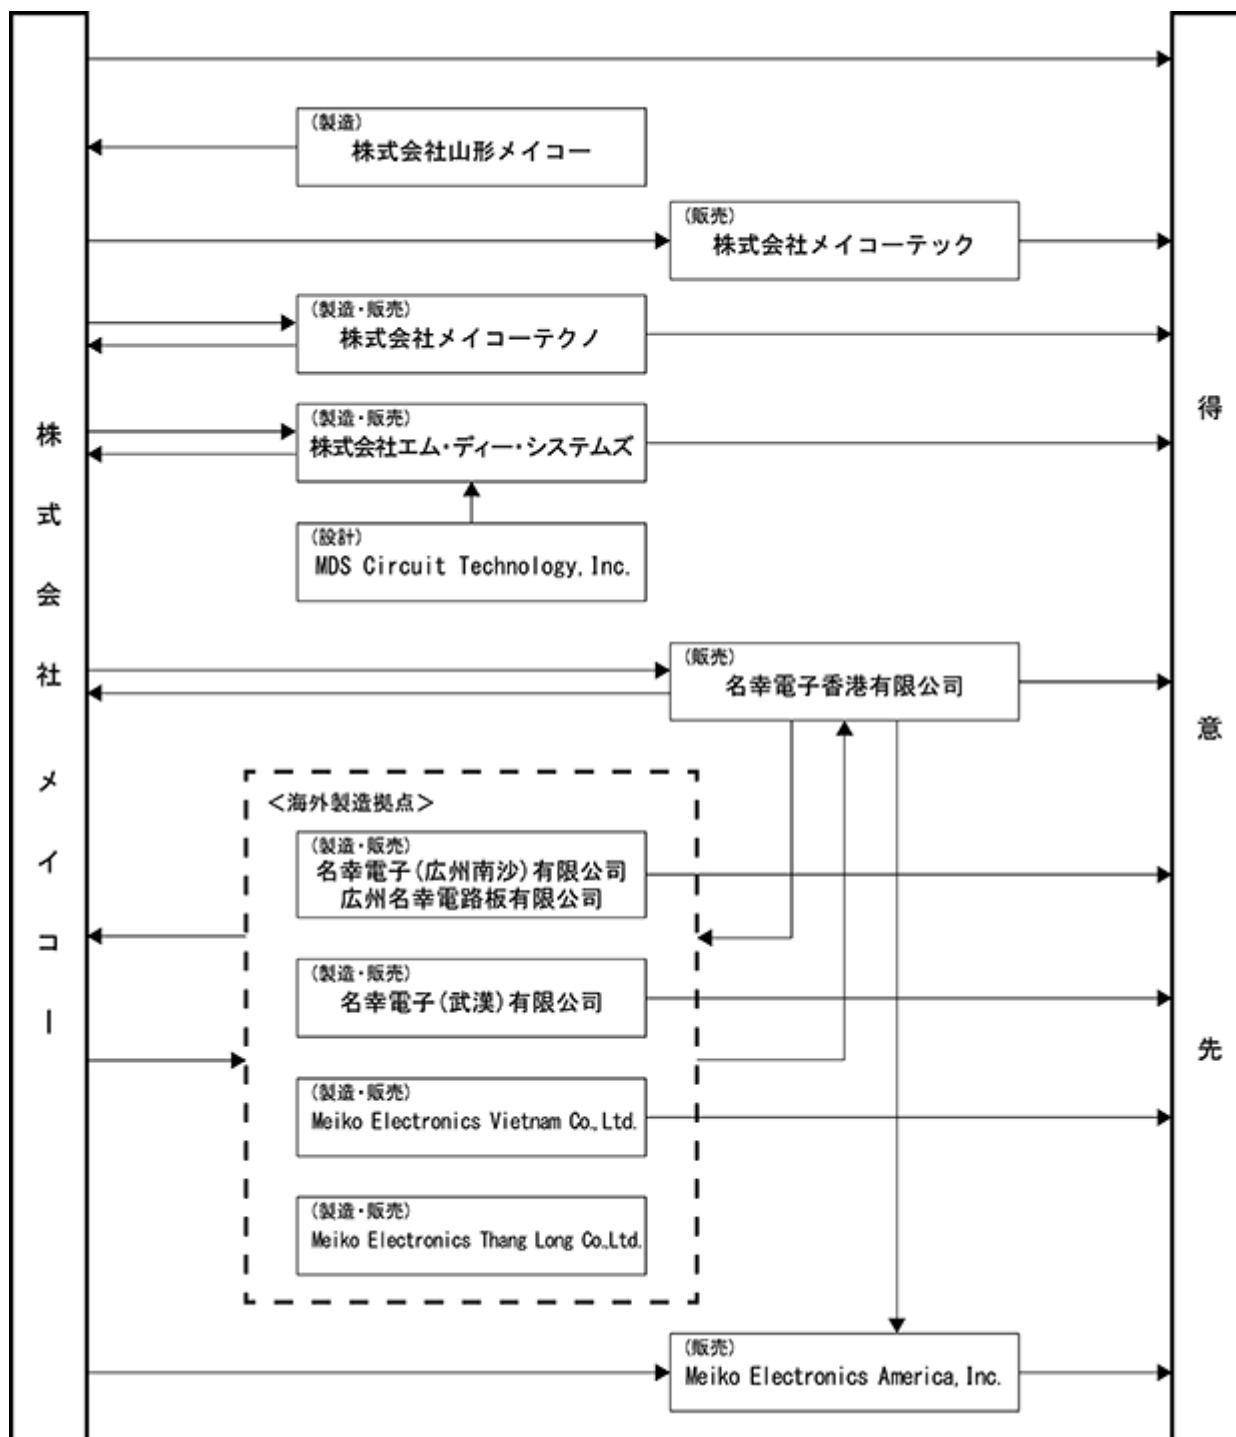 株式会社メイコー
(製造)
株式会社山形メイコー
(販売)
株式会社メイコーテック
(製造・販売)
株式会社メイコーテクノ
(製造・販売)
株式会社エム・ディー・システムズ
(設計)
MDS Circuit Technology, Inc.
(販売)
名幸電子香港有限公司
＜海外製造拠点＞
(製造・販売)
名幸電子(広州南沙)有限公司
広州名幸電路板有限公司
(製造・販売)
名幸電子(武漢)有限公司
(製造・販売)
Meiko Electronics Vietnam Co., Ltd.
(製造・販売)
Meiko Electronics Thang Long Co., Ltd.
(販売)
Meiko Electronics America, Inc.
得意先